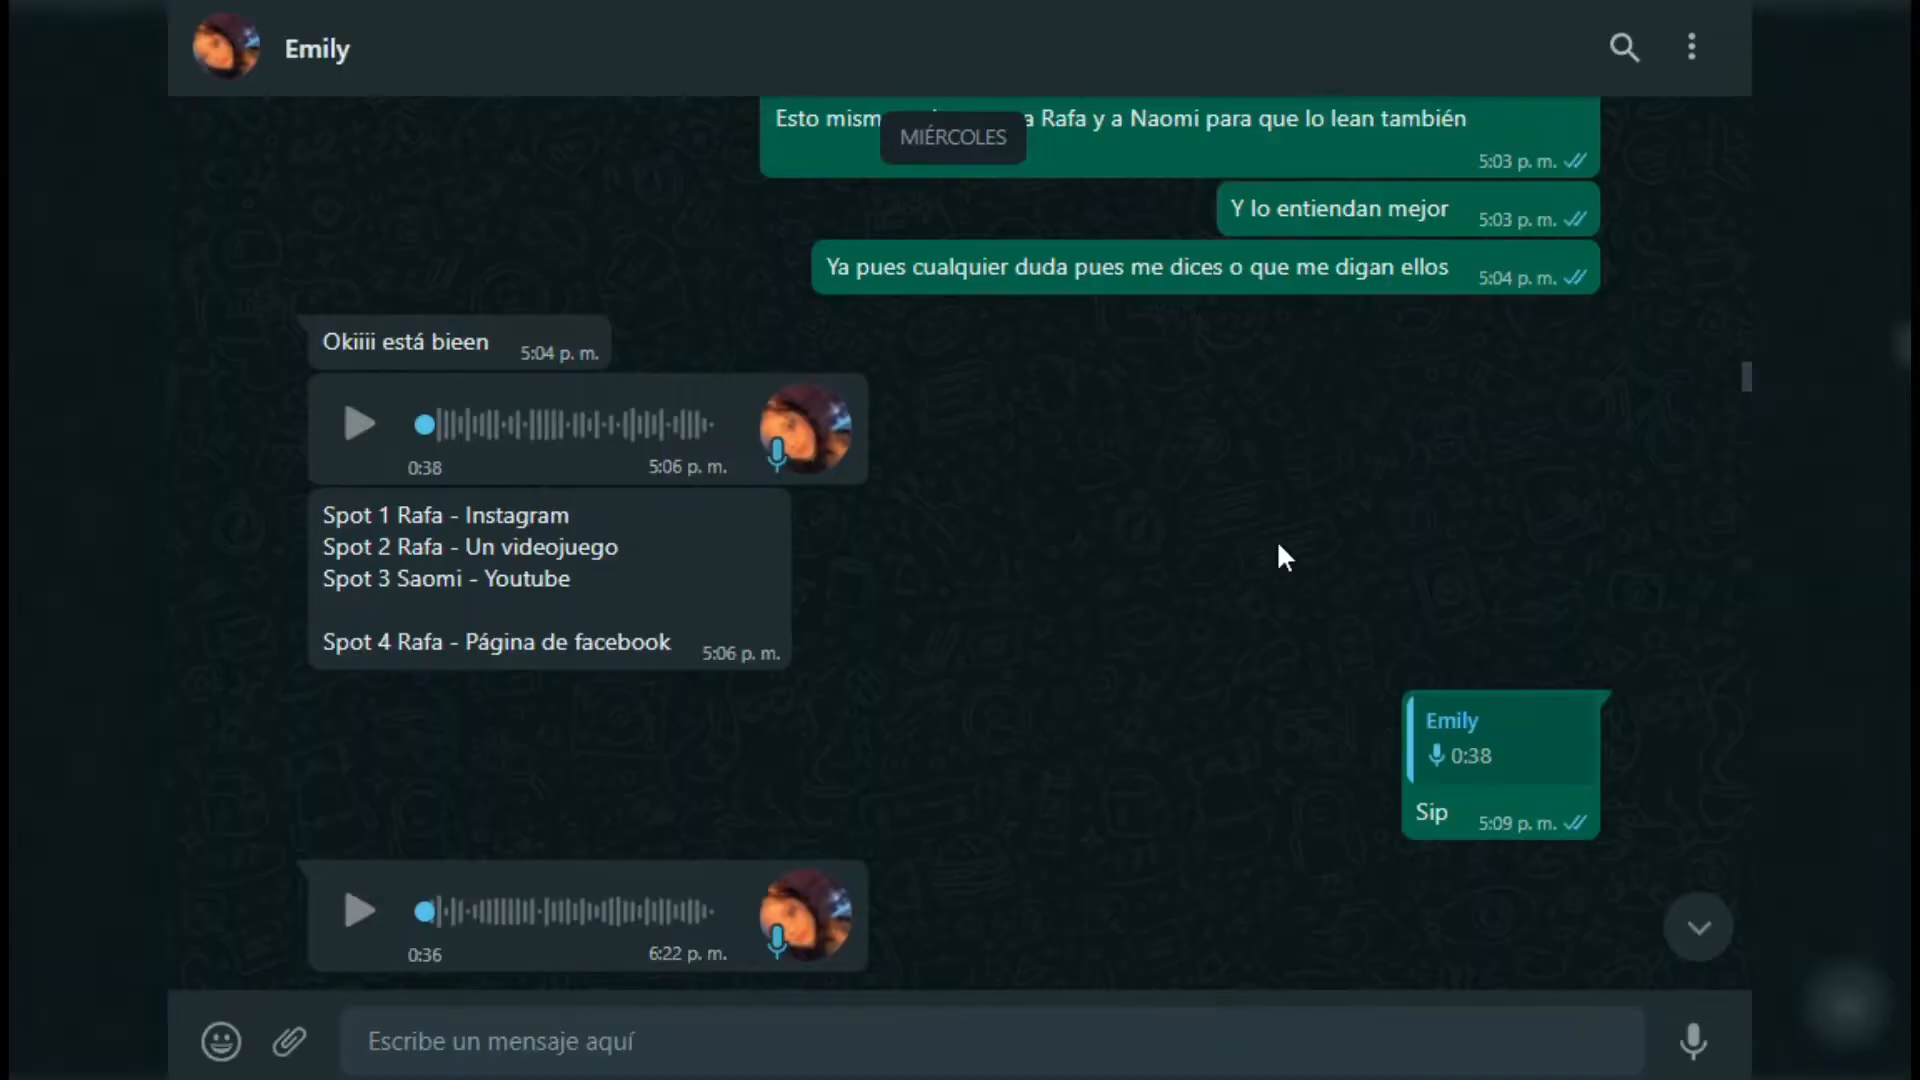 Emily
Esto mism a Rafa y a Naomi para que lo lean también
MIÉRCOLES
5:03 p. m.
Y lo entiendan mejor 5:03 p. m.
Ya pues cualquier duda pues me dices o que me digan ellos 5:04 p. m.
Okiiii está bieen 5:04 p. m.
0:38 5:06 p. m.
Spot 1 Rafa - Instagram
Spot 2 Rafa - Un videojuego
Spot 3 Saomi - Youtube
Spot 4 Rafa - Página de facebook 5:06 p. m.
Emily
0:38
Sip 5:09 p. m.
0:36 6:22 p. m.
Escribe un mensaje aquí